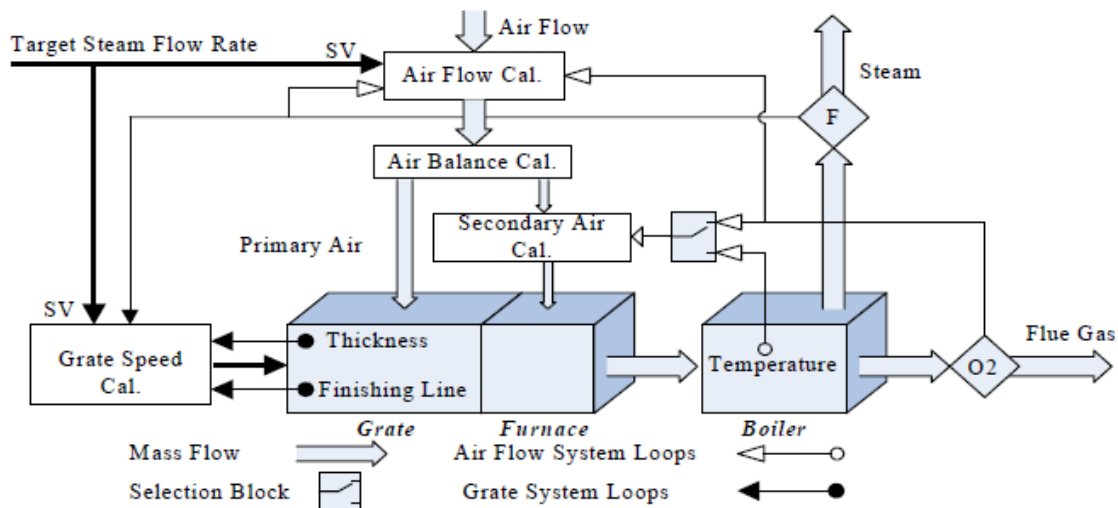 Air Flow
Target Steam Flow Rate
SV
Steam
Air Flow Cal.
F
Air Balance Cal.
Secondary Air
Cal.
Primary Air
SV
Grate Speed
Cal.
Thickness
Finishing Line
Temperature
Flue Gas
O2
Grate
Furnace
Boiler
Mass Flow
Air Flow System Loops
Selection Block
Grate System Loops